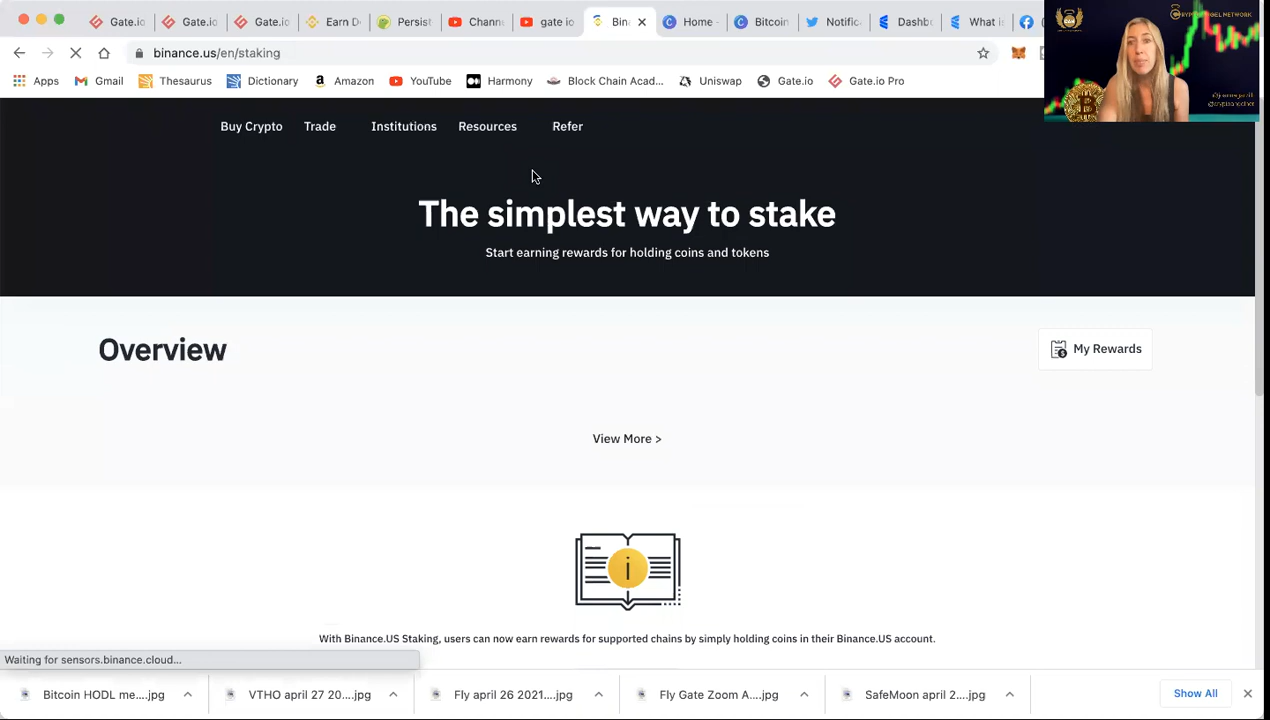 Gate.io
Gate.io
Gate.io
Earn D
Persist
Chann
gate io
Bin
Home -
Bitcoin
Notific
Dashb
What is
binance.us/en/staking
Apps
Gmail
Thesaurus
Dictionary
Amazon
YouTube
Harmony
Block Chain Acad...
Uniswap
Gate.io
Gate.io Pro
Buy Crypto
Trade
Institutions
Resources
Refer
The simplest way to stake
Start earning rewards for holding coins and tokens
Overview
My Rewards
View More >
With Binance.US Staking, users can now earn rewards for supported chains by simply holding coins in their Binance.US account.
Waiting for sensors.binance.cloud...
Bitcoin HODL me....jpg
VTHO april 27 20....jpg
Fly april 26 2021....jpg
Fly Gate Zoom A....jpg
SafeMoon april 2....jpg
Show All